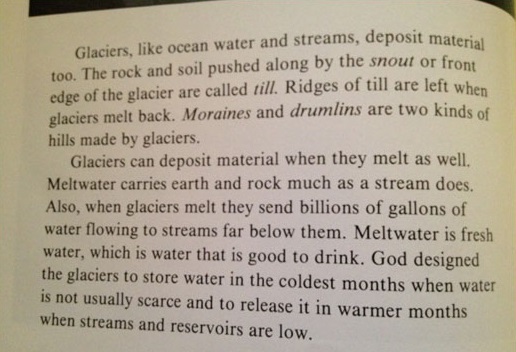 Glaciers, like ocean water and streams, deposit material
too. The rock and soil pushed along by the snout or front
edge of the glacier are called till. Ridges of till are left when
glaciers melt back. Moraines and drumlins are two kinds of
hills made by glaciers.
Glaciers can deposit material when they melt as well.
Meltwater carries earth and rock much as a stream does.
Also, when glaciers melt they send billions of gallons of
water flowing to streams far below them. Meltwater is fresh
water, which is water that is good to drink. God designed
the glaciers to store water in the coldest months when water
is not usually scarce and to release it in warmer months
when streams and reservoirs are low.